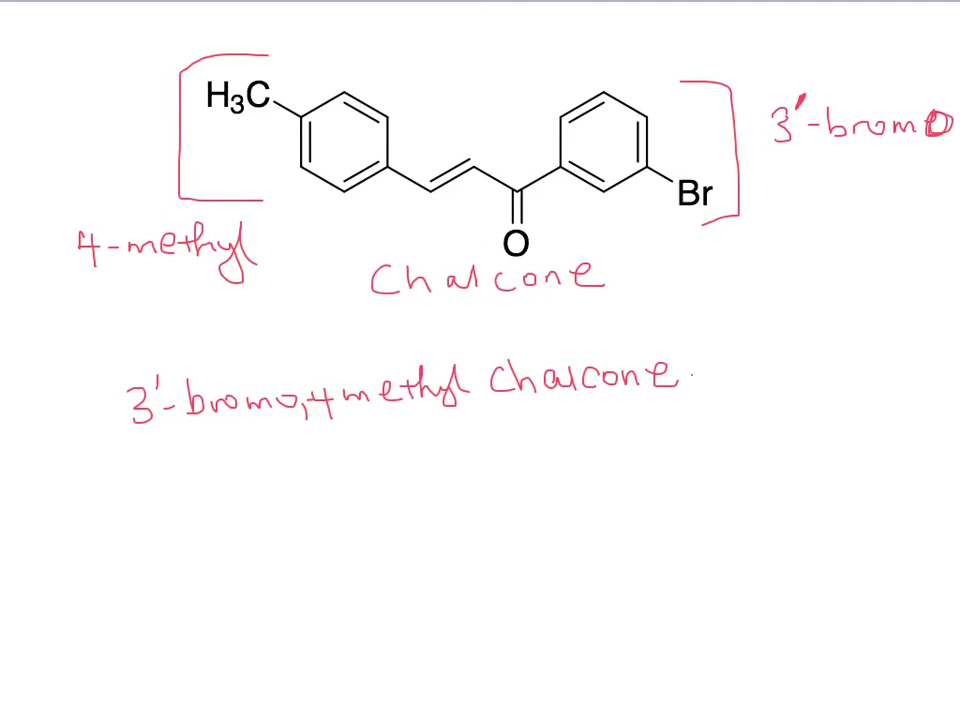 H₃C
3'-bromo
Br
4-methyl
O
Chalcone
3'-bromo,4methyl Chalcone.